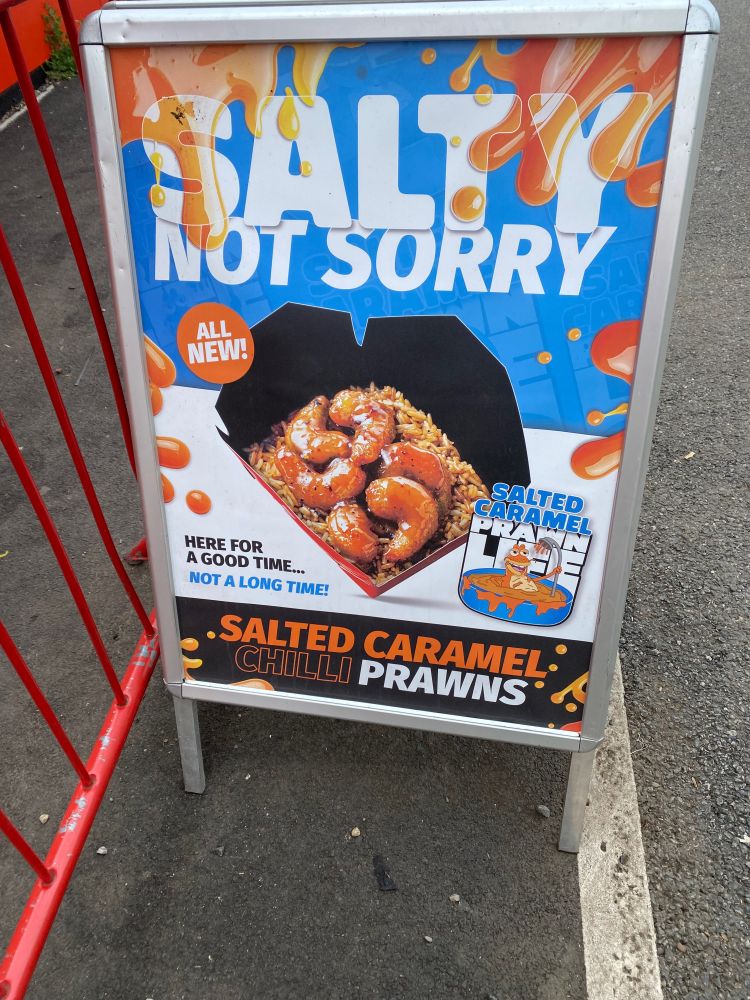 SALTY
NOT SORRY
ALL
NEW!
HERE FOR
A GOOD TIME...
NOT A LONG TIME!
SALTED
CARAMEL
PRAWN
LIFE
SALTED CARAMEL
CHILLI PRAWNS